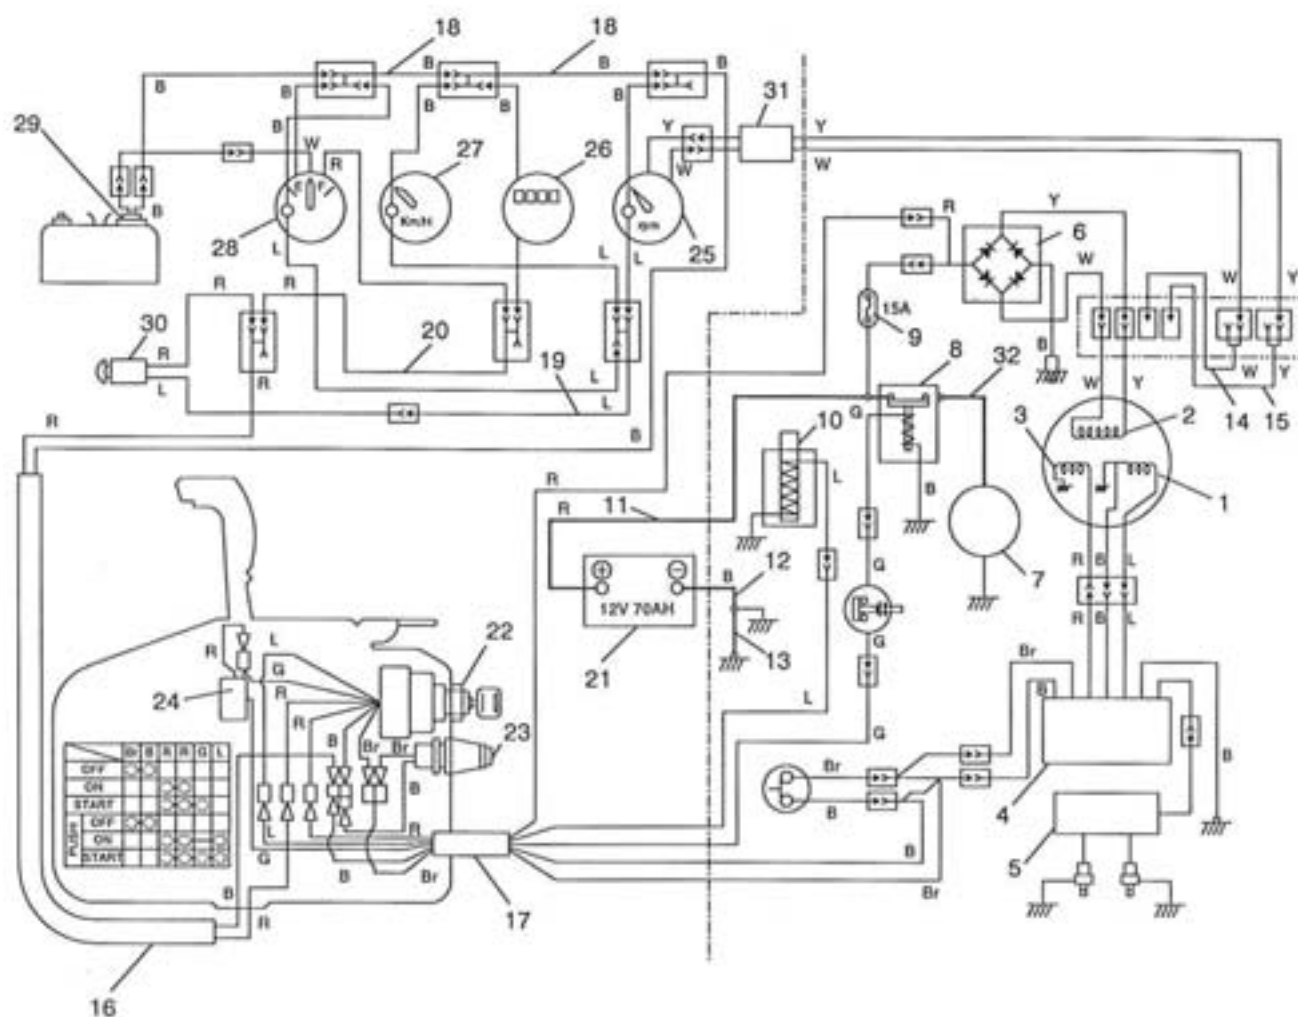 18 18
B B B B
B B B B B
31
Y Y
29 W 27 26 W
R
E F Km/H rpm
28 25
L L L
R Y
6
15A 9
W W Y
B
30 R R
R
L
20
19
L
R B
8 32
G
10
W Y W Y
14 15
3 2
1
R
11
L B
7
12V 70AH
B 12
13
21
G
G
R B L
R B L
22
L
G
R 24
R
R
B Br Br 23
B
Br B R R G L
OFF
ON
START
PUSH OFF
ON
START
L R
G
B Br
17
B
R
16
L
G
Br
B
B
Br
Br
B
4
5
B